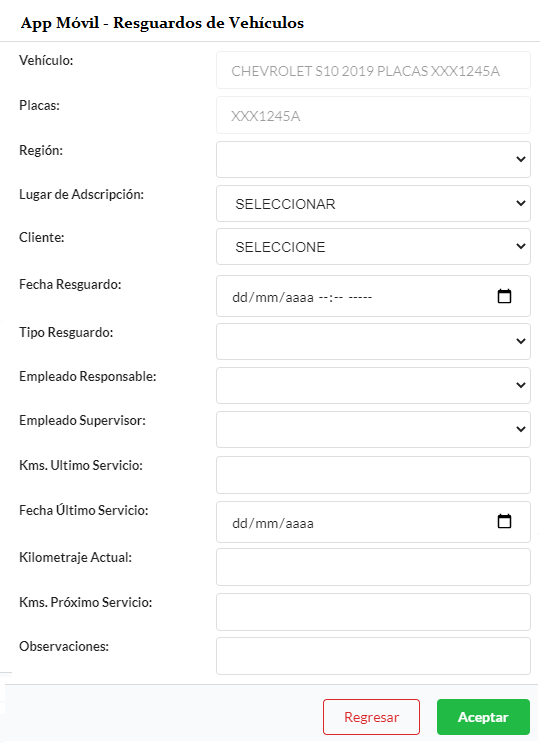 App Móvil - Resguardos de Vehículos
Vehículo:
CHEVROLET S10 2019 PLACAS XXX1245A
Placas:
XXX1245A
Región:
Lugar de Adscripción:
SELECCIONAR
Cliente:
SELECCIONE
Fecha Resguardo:
dd/mm/aaaa --:-- -----
Tipo Resguardo:
Empleado Responsable:
Empleado Supervisor:
Kms. Ultimo Servicio:
Fecha Último Servicio:
dd/mm/aaaa
Kilometraje Actual:
Kms. Próximo Servicio:
Observaciones:
Regresar
Aceptar